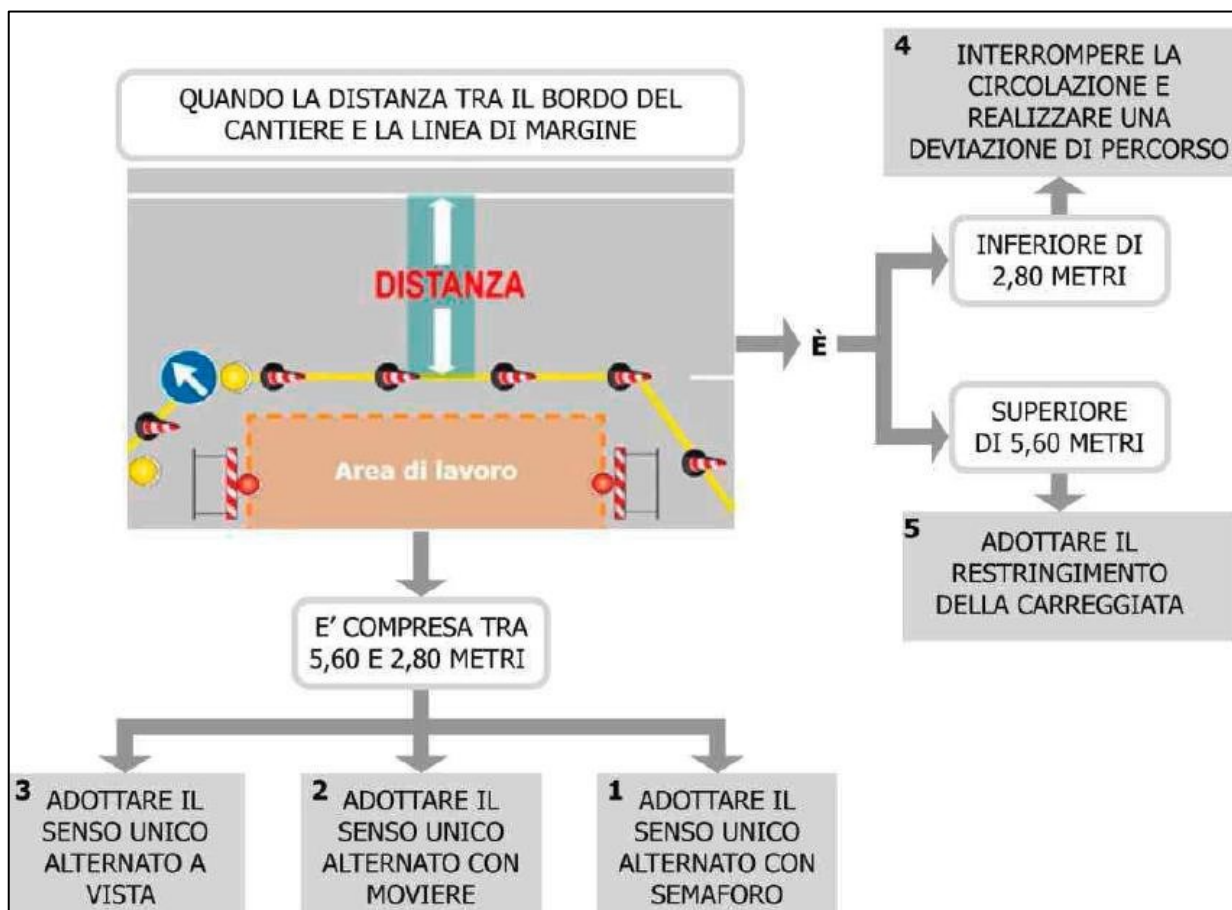 QUANDO LA DISTANZA TRA IL BORDO DEL
CANTIERE E LA LINEA DI MARGINE
DISTANZA
Area di lavoro
È
4
INTERROMPERE LA
CIRCOLAZIONE E
REALIZZARE UNA
DEVIAZIONE DI PERCORSO
INFERIORE DI
2,80 METRI
SUPERIORE
DI 5,60 METRI
5
ADOTTARE IL
RESTRINGIMENTO
DELLA CARREGGIATA
E' COMPRESA TRA
5,60 E 2,80 METRI
3
ADOTTARE IL
SENSO UNICO
ALTERNATO A
VISTA
2
ADOTTARE IL
SENSO UNICO
ALTERNATO CON
MOVIERE
1
ADOTTARE IL
SENSO UNICO
ALTERNATO CON
SEMAFORO